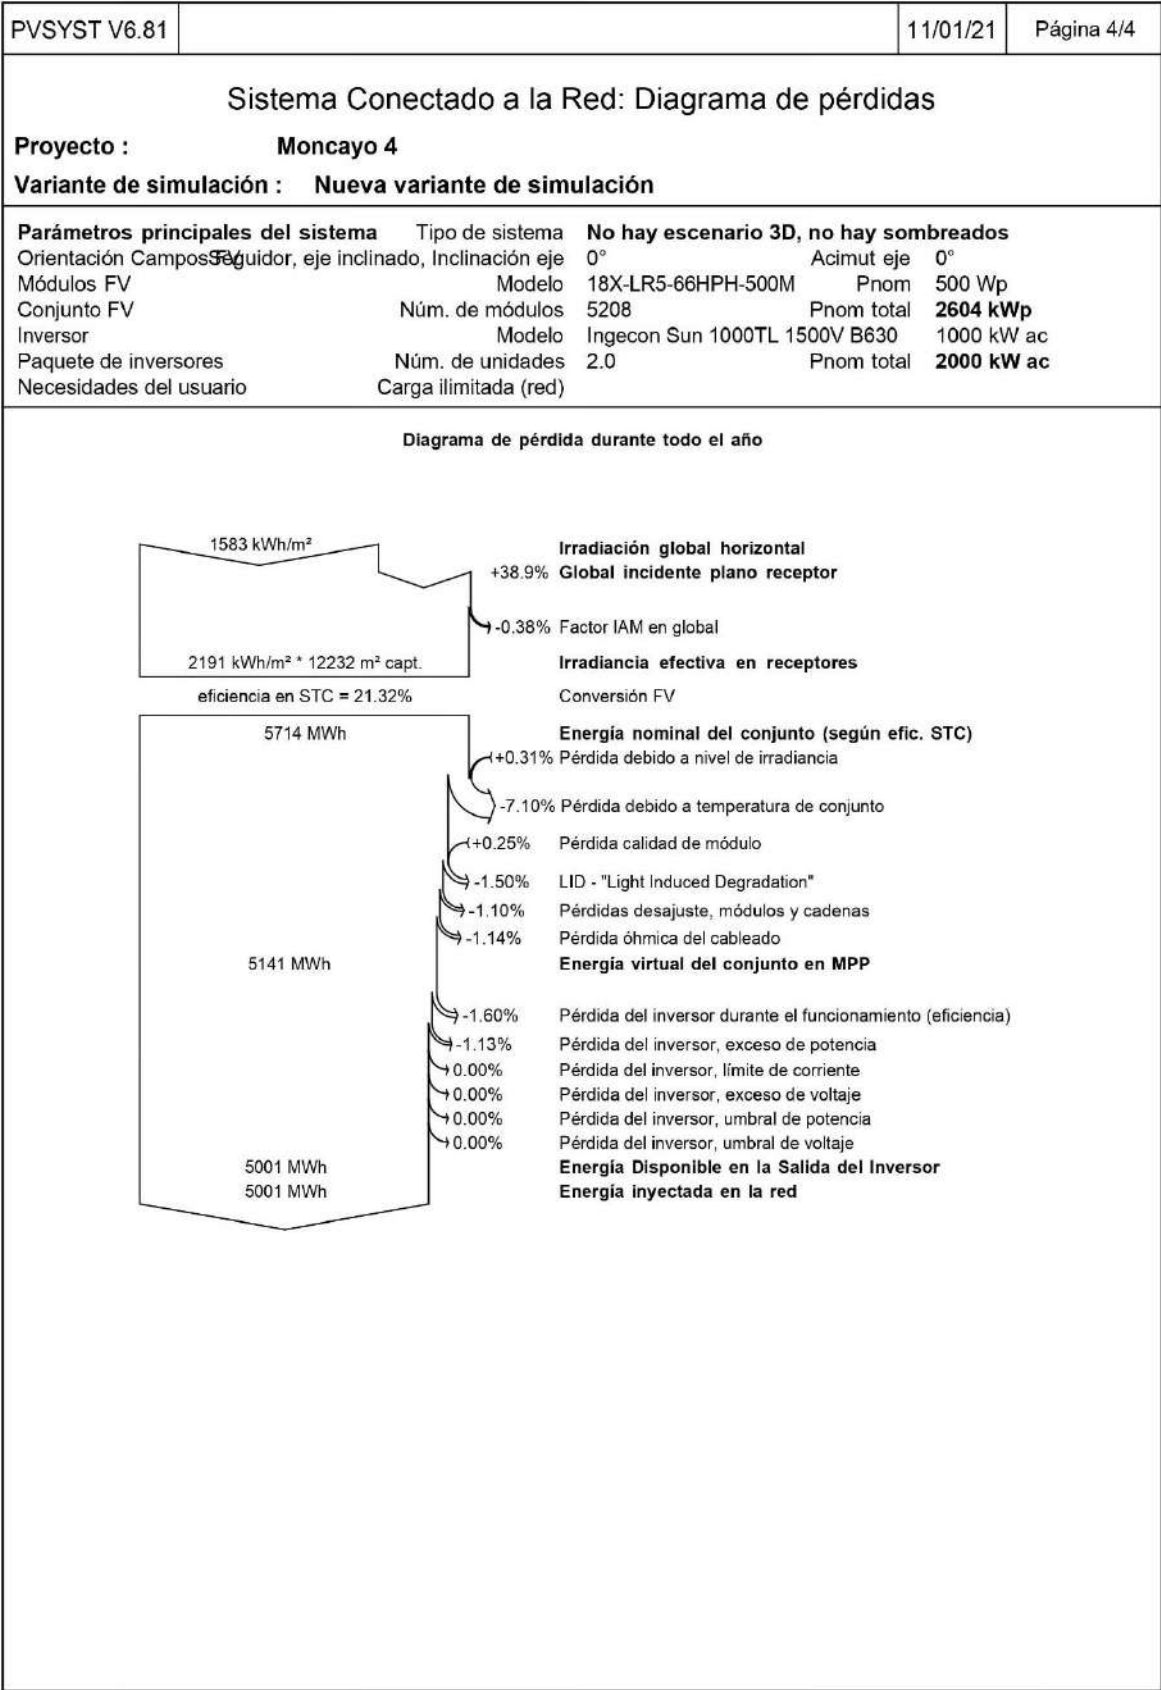 PVSYST V6.81 11/01/21 Página 4/4
Sistema Conectado a la Red: Diagrama de pérdidas
Proyecto : Moncayo 4
Variante de simulación : Nueva variante de simulación
Parámetros principales del sistema Tipo de sistema No hay escenario 3D, no hay sombreados
Orientación Campos FV Seguidor, eje inclinado, Inclinación eje 0° Acimut eje 0°
Módulos FV Modelo 18X-LR5-66HPH-500M Pnom 500 Wp
Conjunto FV Núm. de módulos 5208 Pnom total 2604 kWp
Inversor Modelo Ingecon Sun 1000TL 1500V B630 1000 kW ac
Paquete de inversores Núm. de unidades 2.0 Pnom total 2000 kW ac
Necesidades del usuario Carga ilimitada (red)
Diagrama de pérdida durante todo el año
1583 kWh/m² Irradiación global horizontal
+38.9% Global incidente plano receptor
-0.38% Factor IAM en global
2191 kWh/m² * 12232 m² capt. Irradiancia efectiva en receptores
eficiencia en STC = 21.32% Conversión FV
5714 MWh Energía nominal del conjunto (según efic. STC)
+0.31% Pérdida debido a nivel de irradiancia
-7.10% Pérdida debido a temperatura de conjunto
+0.25% Pérdida calidad de módulo
-1.50% LID - "Light Induced Degradation"
-1.10% Pérdidas desajuste, módulos y cadenas
-1.14% Pérdida óhmica del cableado
5141 MWh Energía virtual del conjunto en MPP
-1.60% Pérdida del inversor durante el funcionamiento (eficiencia)
-1.13% Pérdida del inversor, exceso de potencia
0.00% Pérdida del inversor, límite de corriente
0.00% Pérdida del inversor, exceso de voltaje
0.00% Pérdida del inversor, umbral de potencia
0.00% Pérdida del inversor, umbral de voltaje
5001 MWh Energía Disponible en la Salida del Inversor
5001 MWh Energía inyectada en la red